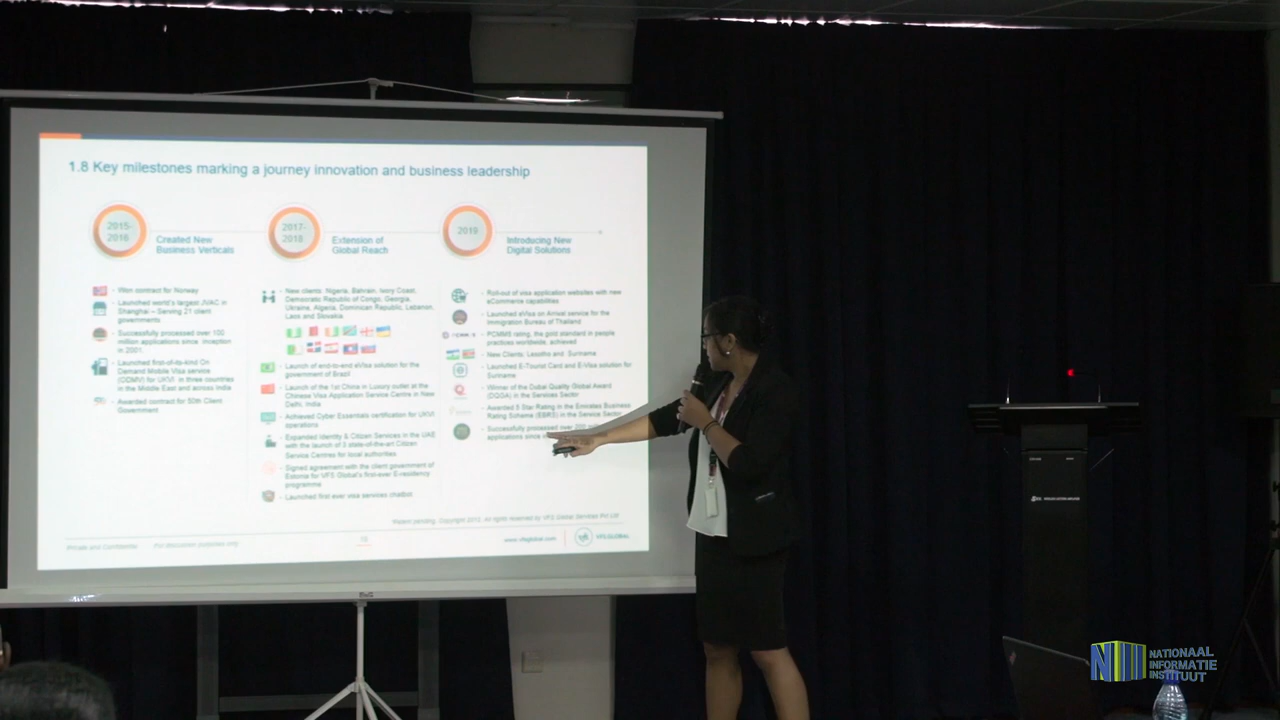 1.8 Key milestones marking a journey innovation and business leadership
2015-
2016
Created New
Business Verticals
Won contract for Norway
Launched world's largest JVAC in
Shanghai – Serving 21 client
governments
Successfully processed over 100
million applications since inception
in 2001
Launched first-of-its-kind On
Demand Mobile Visa service
(ODMV) for UKVI in three countries
in the Middle East and across India
Awarded contract for 50th Client
Government
2017-
2018
Extension of
Global Reach
New clients: Nigeria, Bahrain, Ivory Coast,
Democratic Republic of Congo, Georgia,
Ukraine, Algeria, Dominican Republic, Lebanon,
Laos and Slovakia
Launch of end-to-end eVisa solution for the
government of Brazil
Launch of the 1st China in Luxury outlet at the
Chinese Visa Application Service Centre in New
Delhi, India
Achieved Cyber Essentials certification for UKVI
operations
Expanded Identity & Citizen Services in the UAE
with the launch of 3 state-of-the-art Citizen
Service Centres for local authorities
Signed agreement with the client government of
Estonia for VFS Global's first-ever E-residency
programme
Launched first ever visa services chatbot
2019
Introducing New
Digital Solutions
Roll-out of visa application websites with new
eCommerce capabilities
Launched eVisa on Arrival service for the
Immigration Bureau of Thailand
PCMM5 rating, the gold standard in people
practices worldwide
New Clients: Lesotho and Suriname
Launched E-Tourist Card and E-Visa solution for
Suriname
Winner of the Dubai Quality Global Award
(DQGA) in the Services Sector
Awarded 5 Star Rating in the Emirates Business
Rating Scheme (EBRS) in the Service Sector
Successfully processed over 200
applications since
Patent pending. Copyright 2019. All rights reserved by VFS Global Services Pvt Ltd
Private and Confidential
For discussion purposes only
www.vfsglobal.com
VFS.GLOBAL
NATIONAAL
INFORMATIE
INSTITUUT